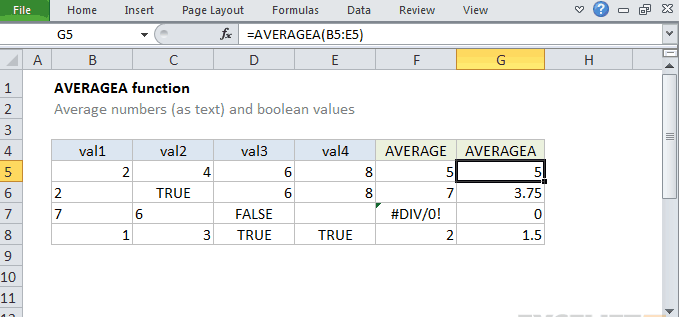 File Home Insert Page Layout Formulas Data Review View
G5 fx =AVERAGEA(B5:E5)
A B C D E F G H
1 AVERAGEA function
2 Average numbers (as text) and boolean values
3
4 val1 val2 val3 val4 AVERAGE AVERAGEA
5 2 4 6 8 5 5
6 2 TRUE 6 8 7 3.75
7 7 6 FALSE #DIV/0! 0
8 1 3 TRUE TRUE 2 1.5
9
10
11